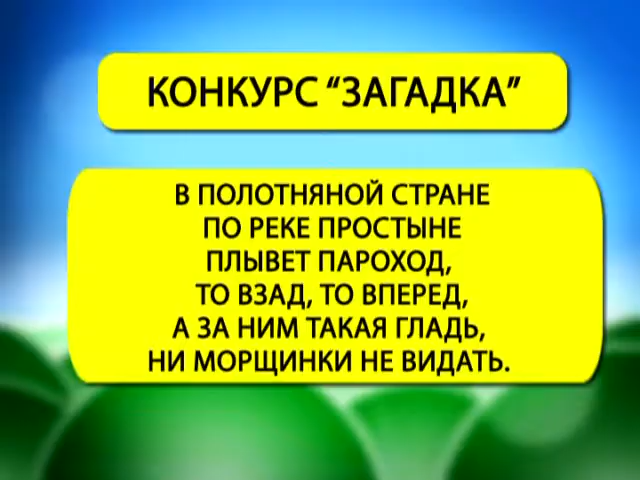 КОНКУРС “ЗАГАДКА”
В ПОЛОТНЯНОЙ СТРАНЕ
ПО РЕКЕ ПРОСТЫНЕ
ПЛЫВЕТ ПАРОХОД,
ТО ВЗАД, ТО ВПЕРЕД,
А ЗА НИМ ТАКАЯ ГЛАДЬ,
НИ МОРЩИНКИ НЕ ВИДАТЬ.